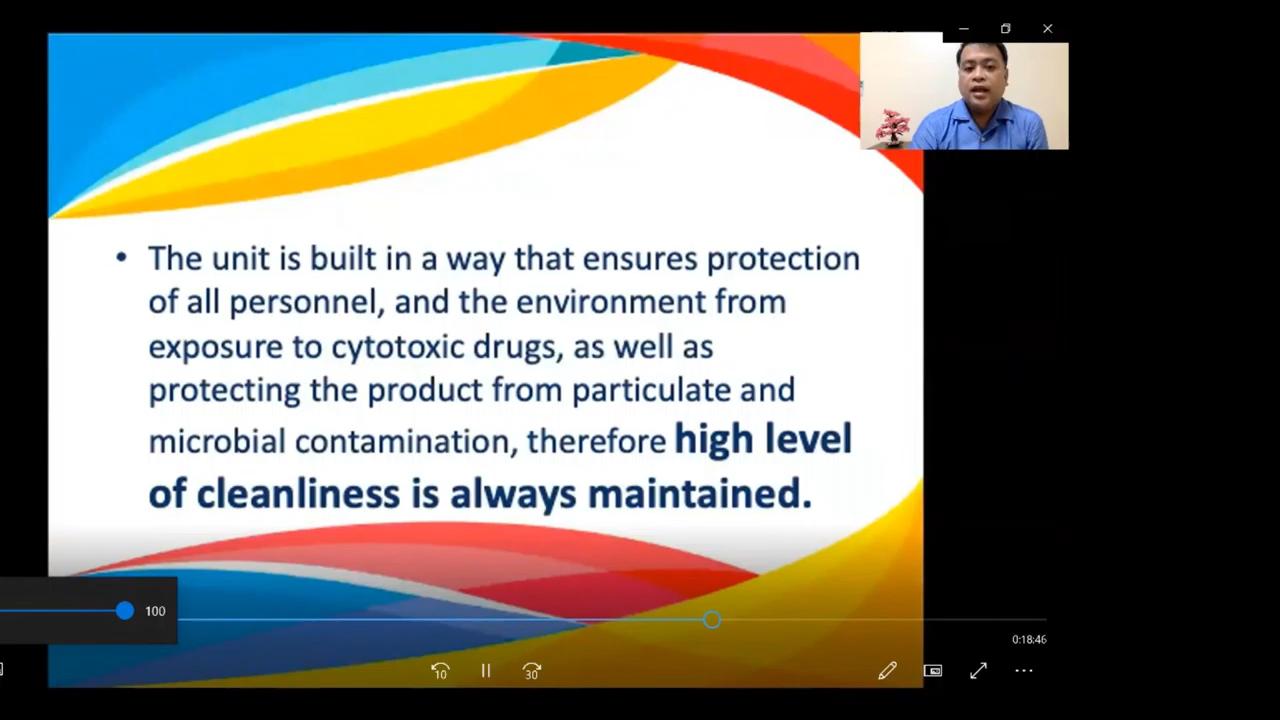 • The unit is built in a way that ensures protection
of all personnel, and the environment from
exposure to cytotoxic drugs, as well as
protecting the product from particulate and
microbial contamination, therefore high level
of cleanliness is always maintained.
100
0:18:46
10
30